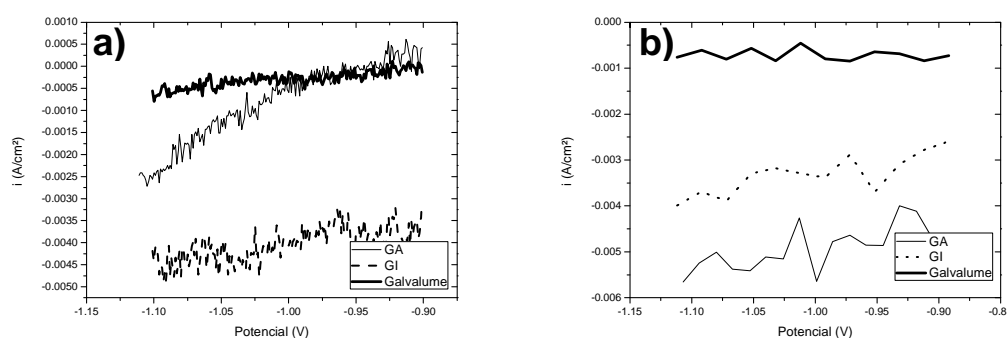 a)
0.0010
0.0005
0.0000
-0.0005
-0.0010
-0.0015
-0.0020
-0.0025
-0.0030
-0.0035
-0.0040
-0.0045
-0.0050
i (A/cm²)
GA
GI
Galvalume
-1.15 -1.10 -1.05 -1.00 -0.95 -0.90
Potencial (V)
b)
0.000
-0.001
-0.003
-0.004
-0.005
-0.006
i (A/cm²)
GA
GI
Galvalume
-1.15 -1.10 -1.05 -1.00 -0.95 -0.90 -0.8
Potencial (V)